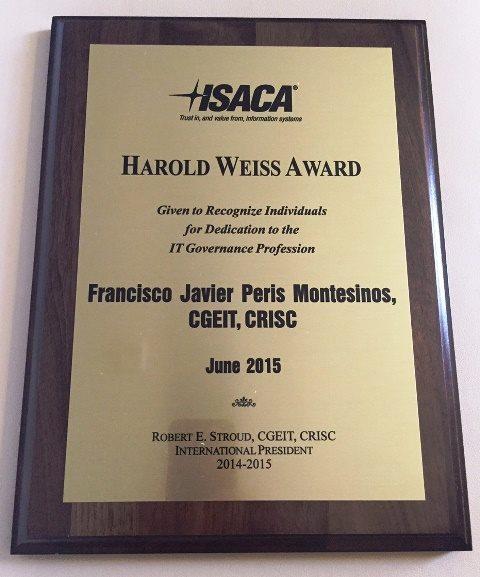 ISACA®
Trust in, and value from, information systems
HAROLD WEISS AWARD
Given to Recognize Individuals
for Dedication to the
IT Governance Profession
Francisco Javier Peris Montesinos,
CGEIT, CRISC
June 2015
ROBERT E. STROUD, CGEIT, CRISC
INTERNATIONAL PRESIDENT
2014-2015